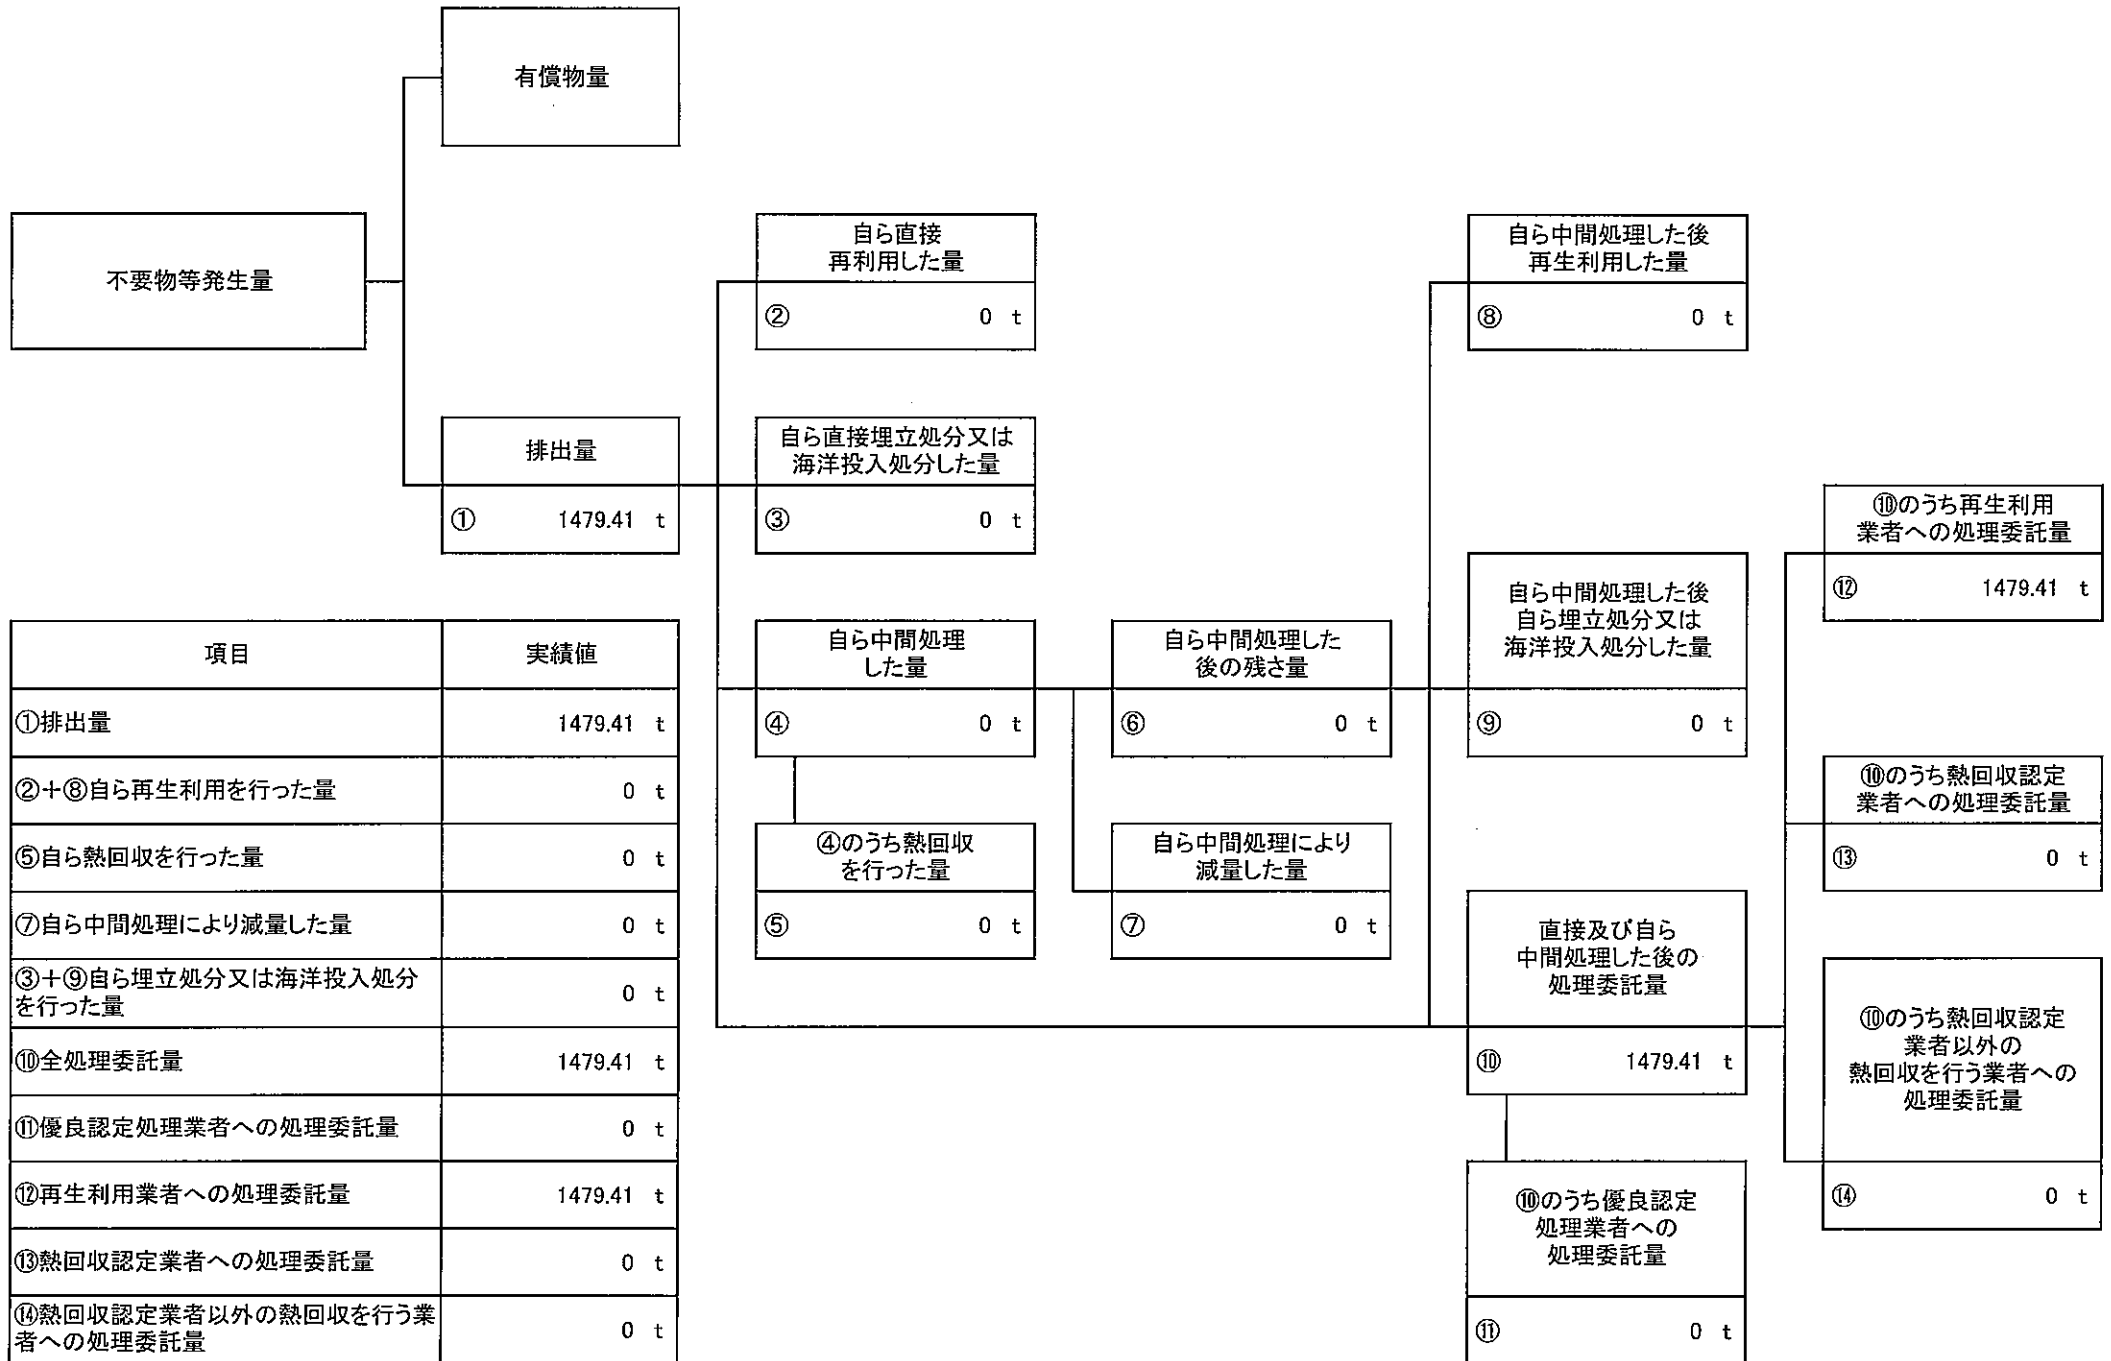 有償物量
不要物等発生量
排出量
① 1479.41 t
自ら直接
再利用した量
② 0 t
自ら直接埋立処分又は
海洋投入処分した量
③ 0 t
自ら中間処理
した量
④ 0 t
④のうち熱回収
を行った量
⑤ 0 t
自ら中間処理した
後の残さ量
⑥ 0 t
自ら中間処理により
減量した量
⑦ 0 t
自ら中間処理した後
再生利用した量
⑧ 0 t
自ら中間処理した後
自ら埋立処分又は
海洋投入処分した量
⑨ 0 t
直接及び自ら
中間処理した後の
処理委託量
⑩ 1479.41 t
⑩のうち優良認定
処理業者への
処理委託量
⑪ 0 t
⑩のうち再生利用
業者への処理委託量
⑫ 1479.41 t
⑩のうち熱回収認定
業者への処理委託量
⑬ 0 t
⑩のうち熱回収認定
業者以外の
熱回収を行う業者への
処理委託量
⑭ 0 t
項目 実績値
①排出量 1479.41 t
②+⑧自ら再生利用を行った量 0 t
⑤自ら熱回収を行った量 0 t
⑦自ら中間処理により減量した量 0 t
③+⑨自ら埋立処分又は海洋投入処分
を行った量 0 t
⑩全処理委託量 1479.41 t
⑪優良認定処理業者への処理委託量 0 t
⑫再生利用業者への処理委託量 1479.41 t
⑬熱回収認定業者への処理委託量 0 t
⑭熱回収認定業者以外の熱回収を行う業
者への処理委託量 0 t